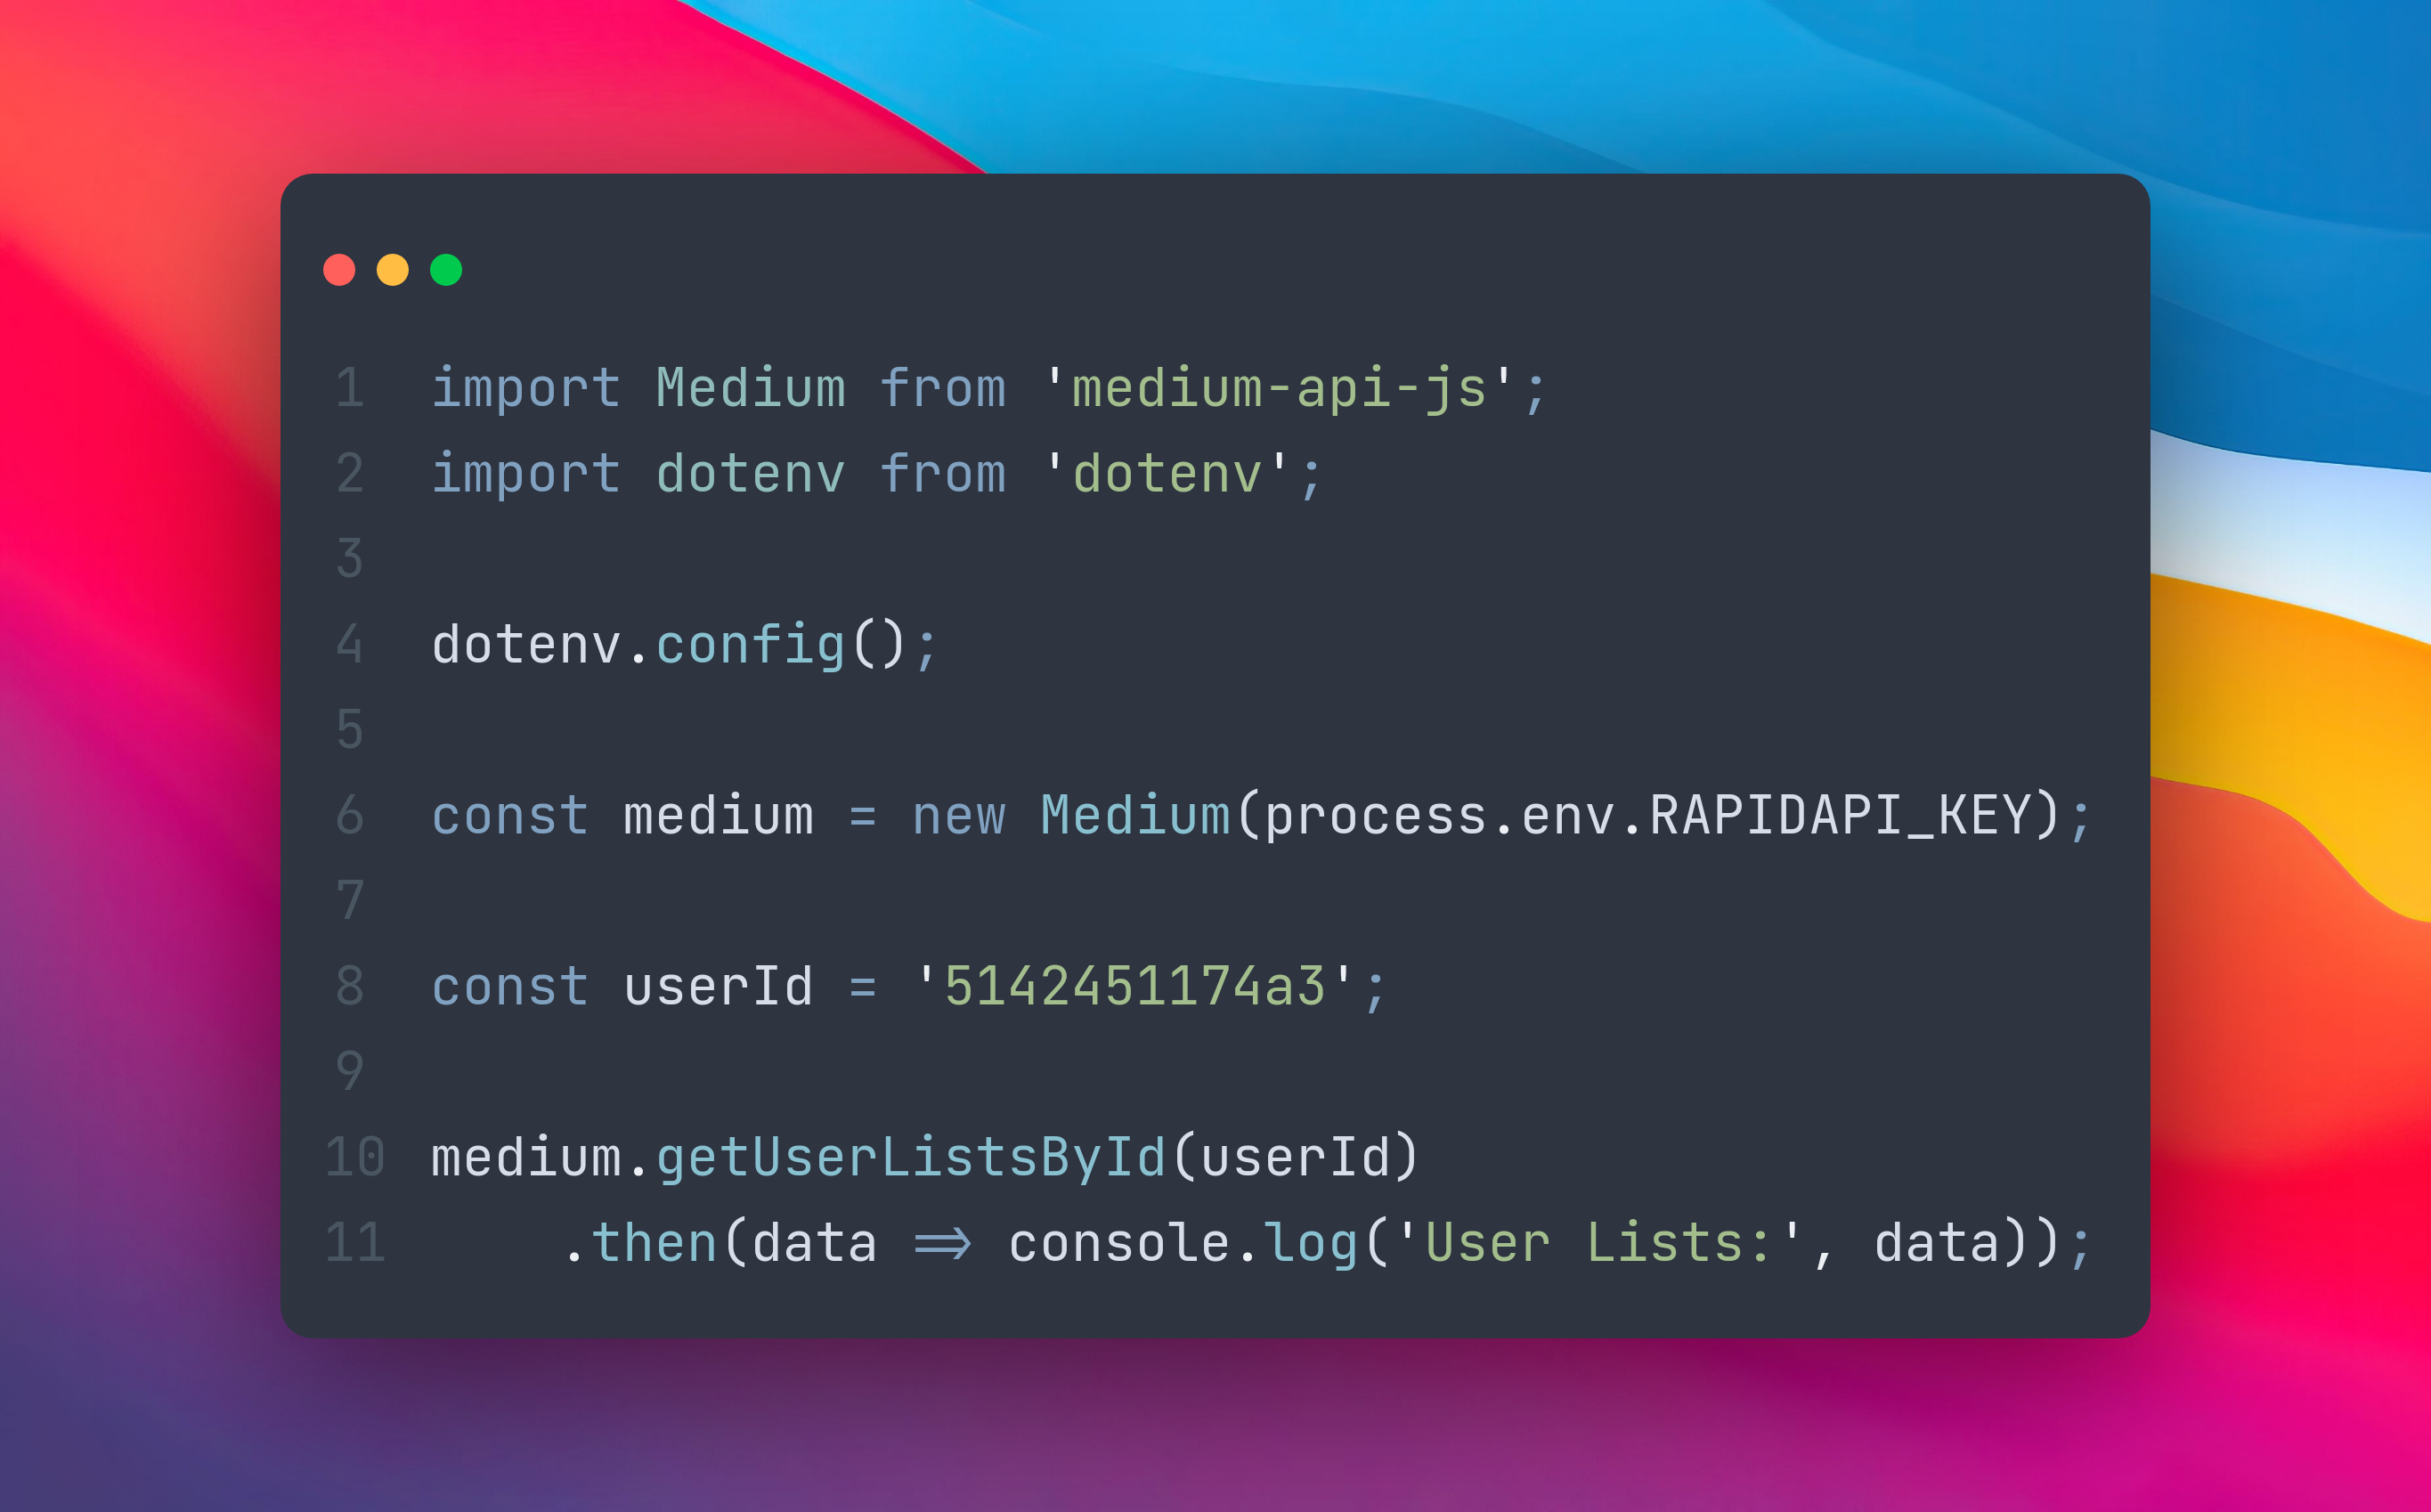 1 import Medium from 'medium-api-js';
2 import dotenv from 'dotenv';
3
4 dotenv.config();
5
6 const medium = new Medium(process.env.RAPIDAPI_KEY);
7
8 const userId = '5142451174a3';
9
10 medium.getUserListsById(userId)
11     .then(data => console.log('User Lists:', data));